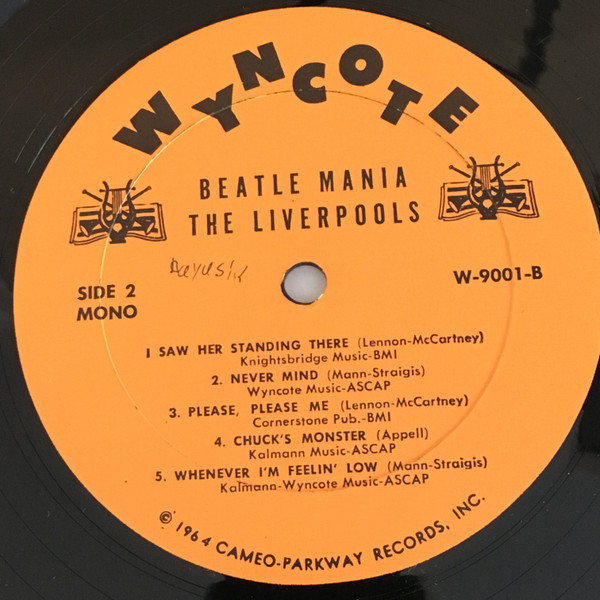 WYNCOTE
BEATLE MANIA
THE LIVERPOOLS
SIDE 2
MONO
W-9001-B
I SAW HER STANDING THERE (Lennon-McCartney)
Knightsbridge Music-BMI
2. NEVER MIND (Mann-Straigis)
Wyncote Music-ASCAP
3. PLEASE, PLEASE ME (Lennon-McCartney)
Cornerstone Pub.-BMI
4. CHUCK'S MONSTER (Appell)
Kalmann Music-ASCAP
5. WHENEVER I'M FEELIN' LOW (Mann-Straigis)
Kalmann-Wyncote Music-ASCAP
© 1964 CAMEO-PARKWAY RECORDS, INC.